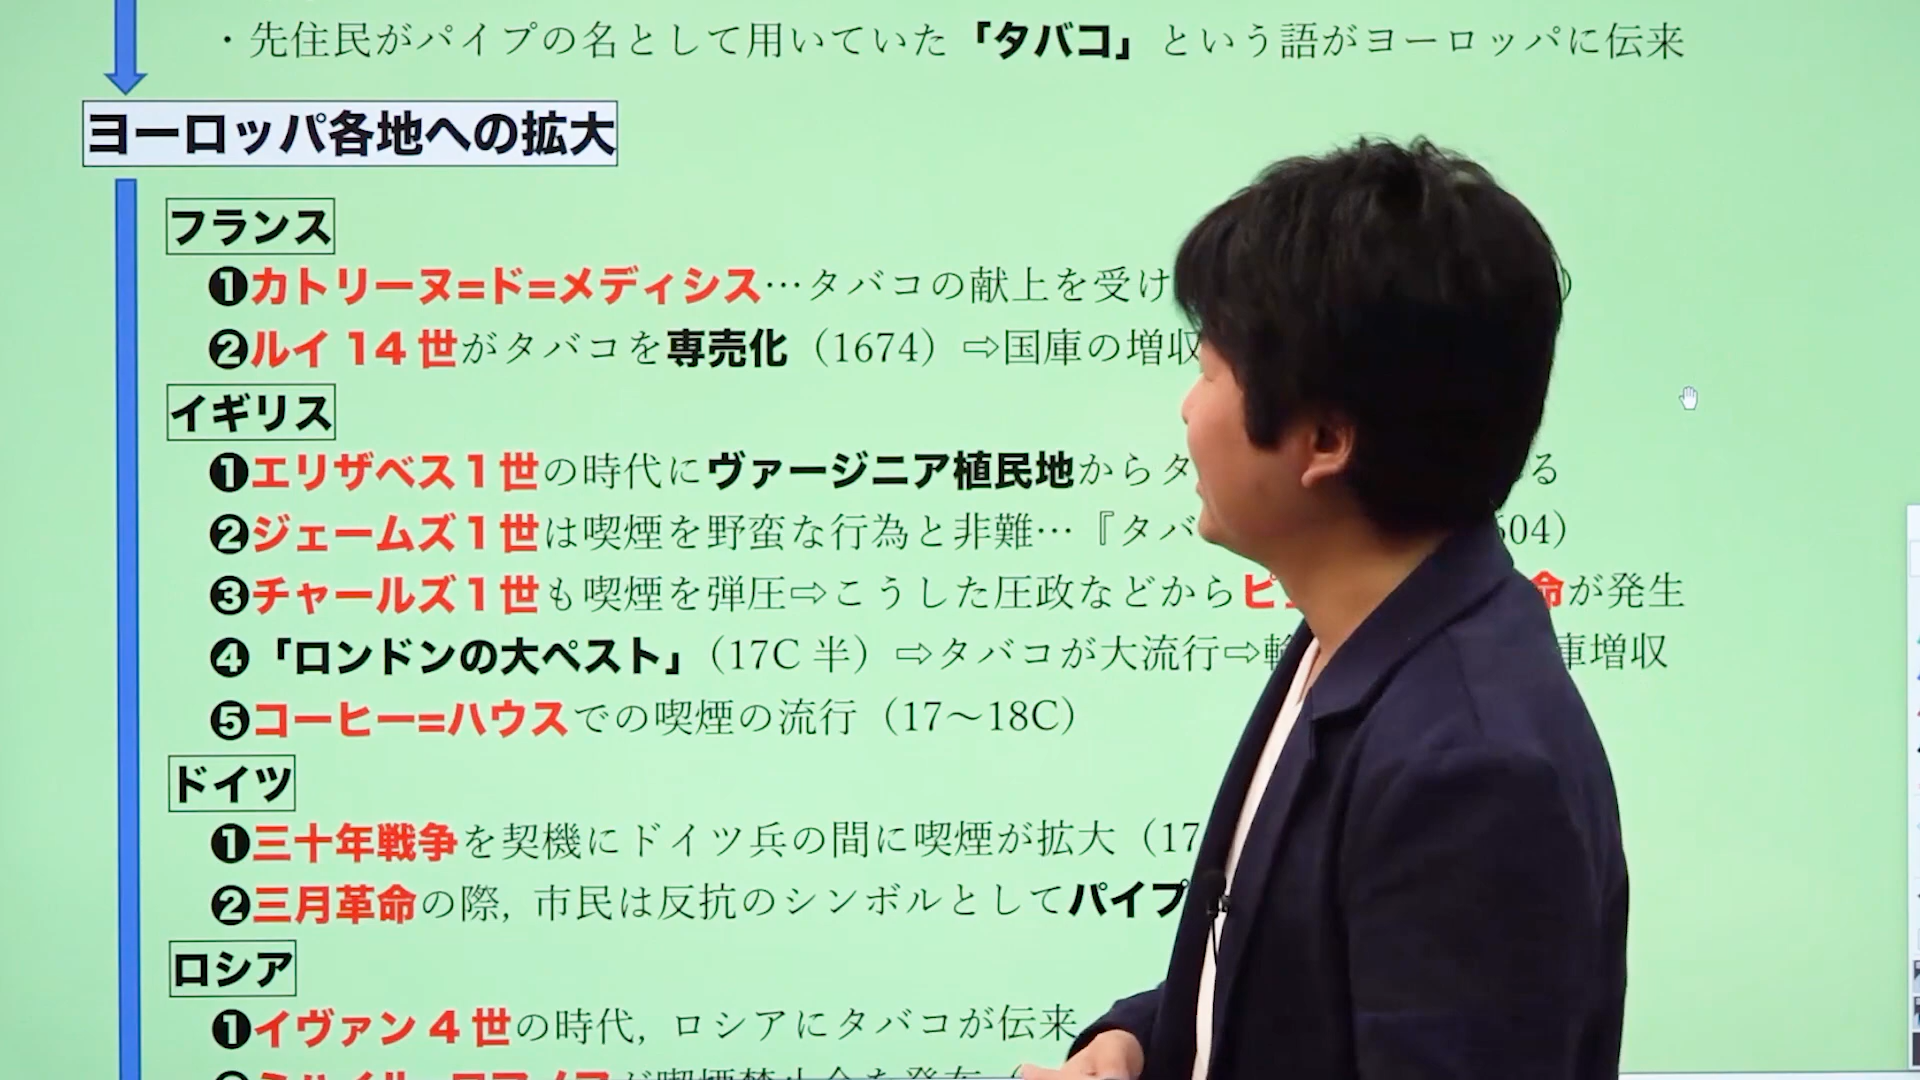 ・先住民がパイプの名として用いていた「タバコ」という語がヨーロッパに伝来
ヨーロッパ各地への拡大
フランス
❶カトリーヌ=ド=メディシス…タバコの献上を受け
❷ルイ14世がタバコを専売化（1674）⇨国庫の増収
イギリス
❶エリザベス1世の時代にヴァージニア植民地からタ る
❷ジェームズ1世は喫煙を野蛮な行為と非難…『タバ 604）
❸チャールズ1世も喫煙を弾圧⇨こうした圧政などからピ 命が発生
❹「ロンドンの大ペスト」（17C半）⇨タバコが大流行⇨輸 庫増収
❺コーヒー=ハウスでの喫煙の流行（17～18C）
ドイツ
❶三十年戦争を契機にドイツ兵の間に喫煙が拡大（17
❷三月革命の際，市民は反抗のシンボルとしてパイプ
ロシア
❶イヴァン4世の時代，ロシアにタバコが伝来